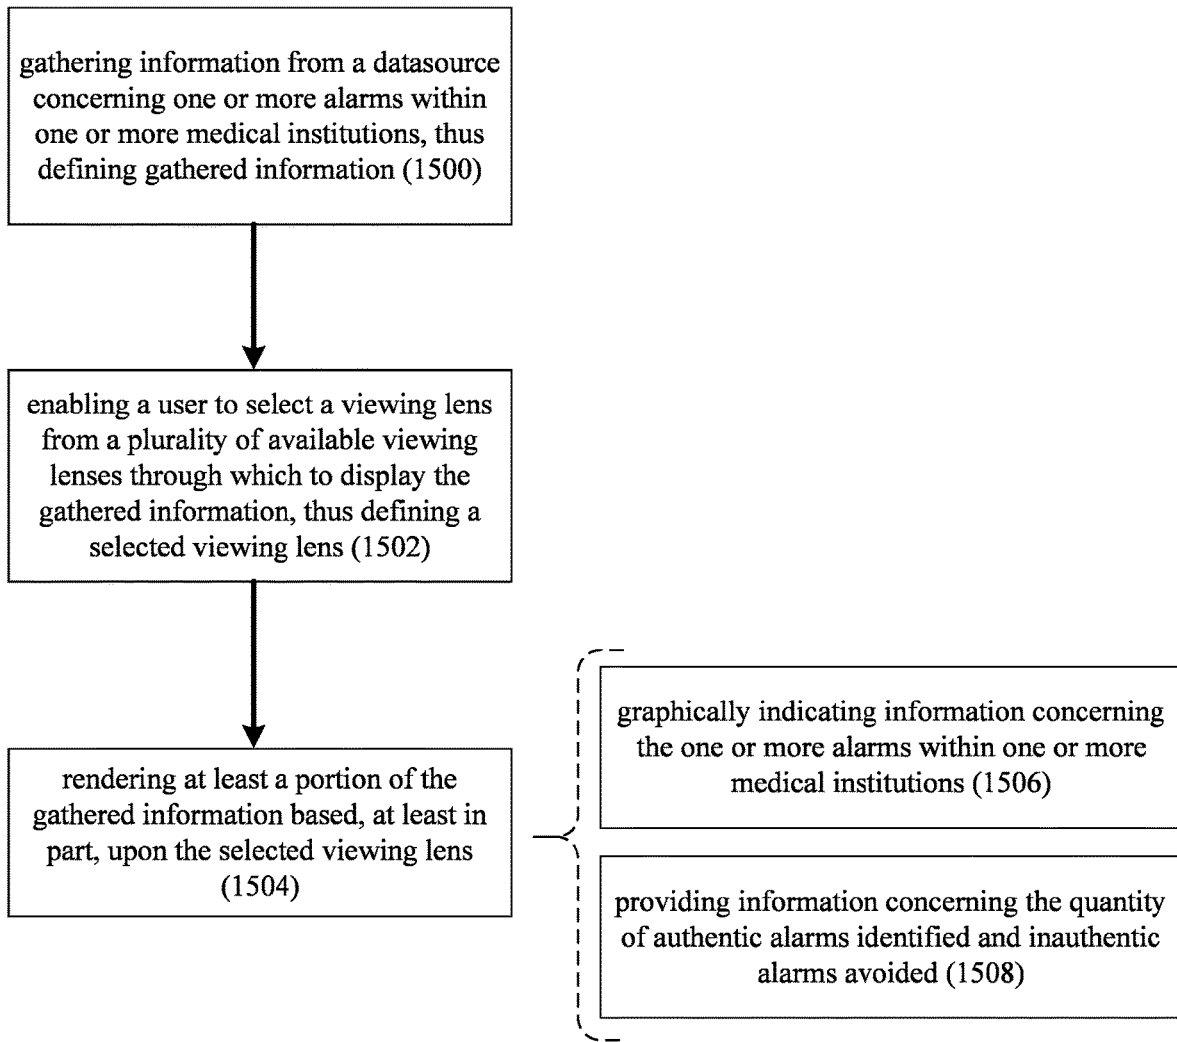 gathering information from a datasource
concerning one or more alarms within
one or more medical institutions, thus
defining gathered information (1500)
enabling a user to select a viewing lens
from a plurality of available viewing
lenses through which to display the
gathered information, thus defining a
selected viewing lens (1502)
rendering at least a portion of the
gathered information based, at least in
part, upon the selected viewing lens
(1504)
graphically indicating information concerning
the one or more alarms within one or more
medical institutions (1506)
providing information concerning the quantity
of authentic alarms identified and inauthentic
alarms avoided (1508)